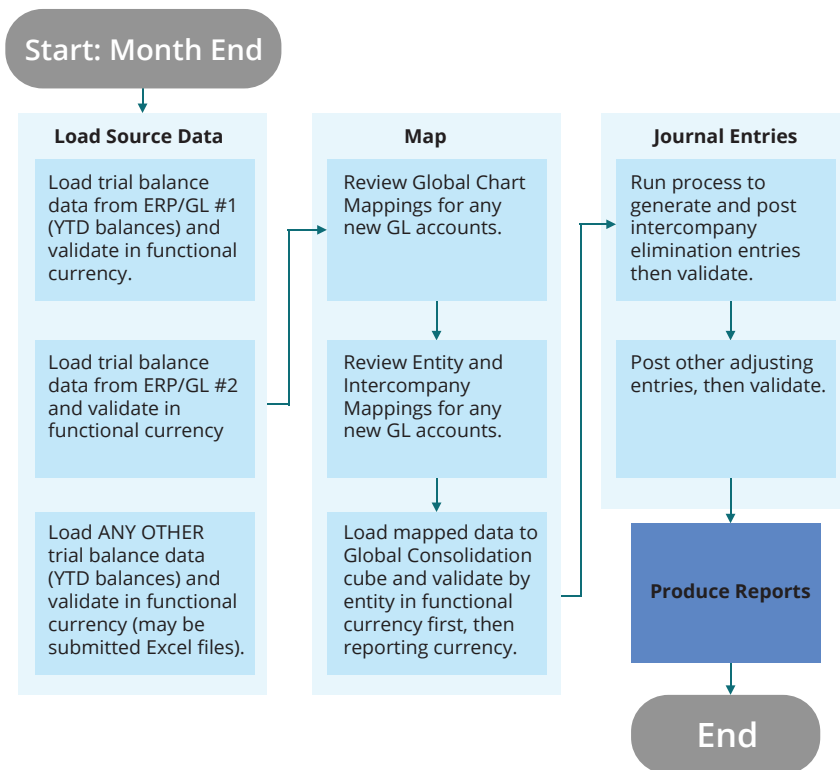 Start: Month End
Load Source Data
Load trial balance
data from ERP/GL #1
(YTD balances) and
validate in functional
currency.
Load trial balance
data from ERP/GL #2
and validate in
functional currency
Load ANY OTHER
trial balance data
(YTD balances) and
validate in functional
currency (may be
submitted Excel files).
Map
Review Global Chart
Mappings for any
new GL accounts.
Review Entity and
Intercompany
Mappings for any
new GL accounts.
Load mapped data to
Global Consolidation
cube and validate by
entity in functional
currency first, then
reporting currency.
Journal Entries
Run process to
generate and post
intercompany
elimination entries
then validate.
Post other adjusting
entries, then validate.
Produce Reports
End